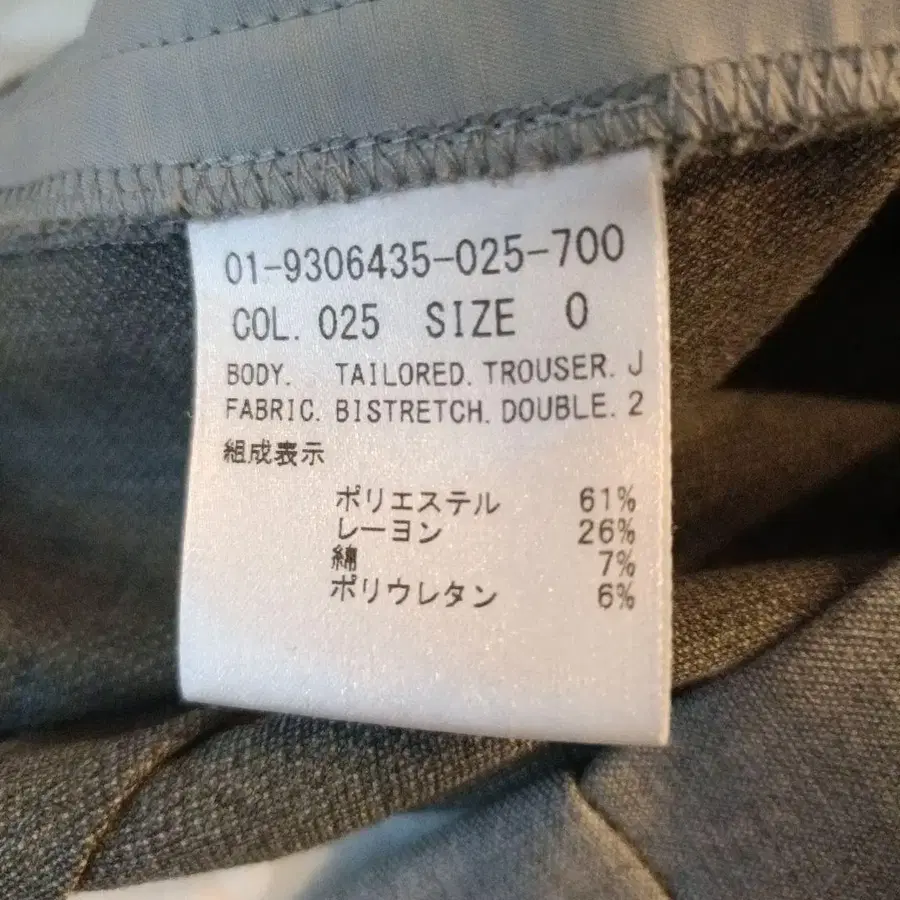 01-9306435-025-700
COL. 025 SIZE 0
BODY. TAILORED. TROUSER. J
FABRIC. BISTRETCH. DOUBLE. 2
組成表示
ポリエステル 61%
レーヨン 26%
綿 7%
ポリウレタン 6%